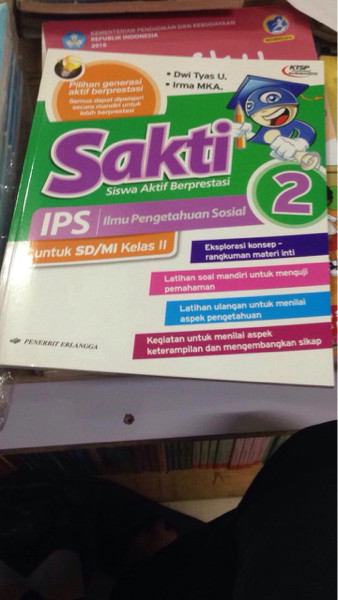 KEMENTERIAN PENDIDIKAN DAN KEBUDAYAAN
REPUBLIK INDONESIA
2016
Pilihan generasi
aktif berprestasi
Semua dapat dipelajari
secara mandiri untuk
lebih berprestasi
• Dwi Tyas U.
• Irma MKA.
KTSP
Sakti
Siswa Aktif Berprestasi
2
IPS Ilmu Pengetahuan Sosial
untuk SD/MI Kelas II
Eksplorasi konsep –
rangkuman materi inti
Latihan soal mandiri untuk menguji
pemahaman
Latihan ulangan untuk menilai
aspek pengetahuan
Kegiatan untuk menilai aspek
keterampilan dan mengembangkan sikap
PENERBIT ERLANGGA